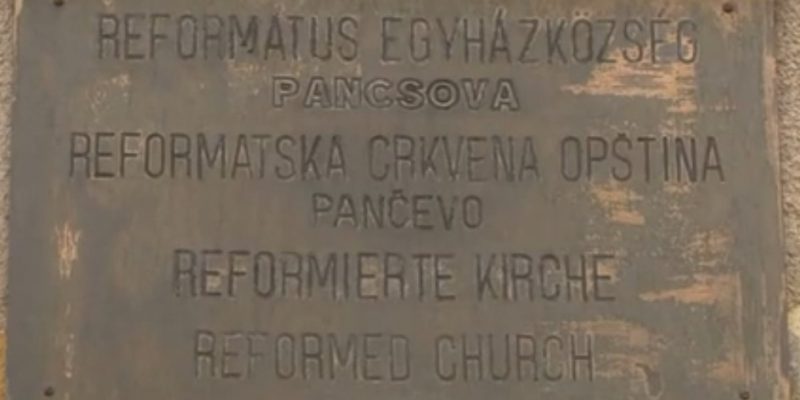 REFORMATUS EGYHÁZKÖZSÉG
PANCSOVA
REFORMATSKA CRKVENA OPŠTINA
PANČEVO
REFORMIERTE KIRCHE
REFORMED CHURCH